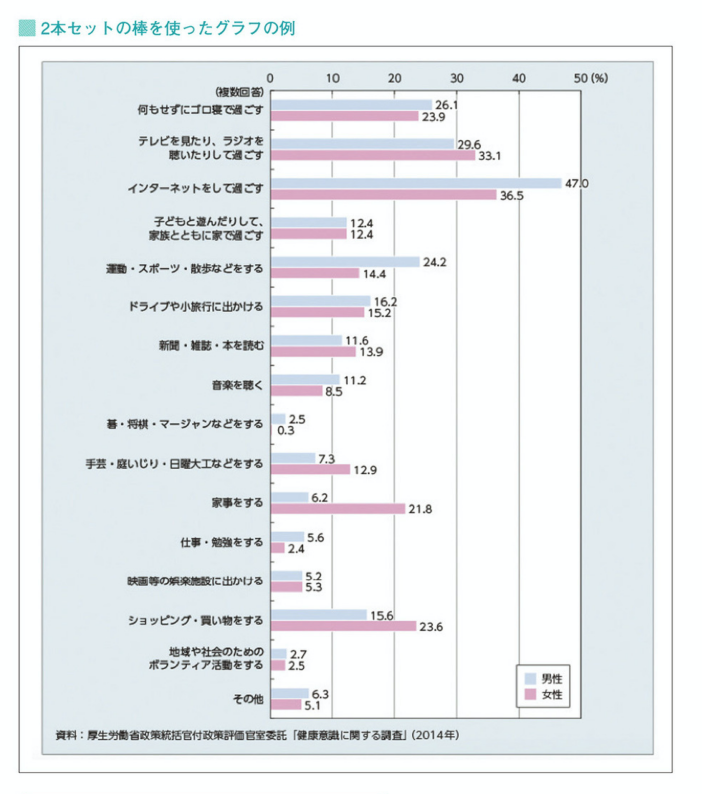 2本セットの棒を使ったグラフの例
0 10 20 30 40 50 (%)
(複数回答)
何もせずにゴロ寝で過ごす
26.1
23.9
テレビを見たり、ラジオを
聴いたりして過ごす
29.6
33.1
インターネットをして過ごす
47.0
36.5
子どもと遊んだりして、
家族とともに家で過ごす
12.4
12.4
運動・スポーツ・散歩などをする
24.2
14.4
ドライブや小旅行に出かける
16.2
15.2
新聞・雑誌・本を読む
11.6
13.9
音楽を聴く
11.2
8.5
碁・将棋・マージャンなどをする
2.5
0.3
手芸・庭いじり・日曜大工などをする
7.3
12.9
家事をする
6.2
21.8
仕事・勉強をする
5.6
2.4
映画等の娯楽施設に出かける
5.2
5.3
ショッピング・買い物をする
15.6
23.6
地域や社会のための
ボランティア活動をする
2.7
2.5
その他
6.3
5.1
男性
女性
資料：厚生労働省政策統括官付政策評価官室委託「健康意識に関する調査」(2014年)